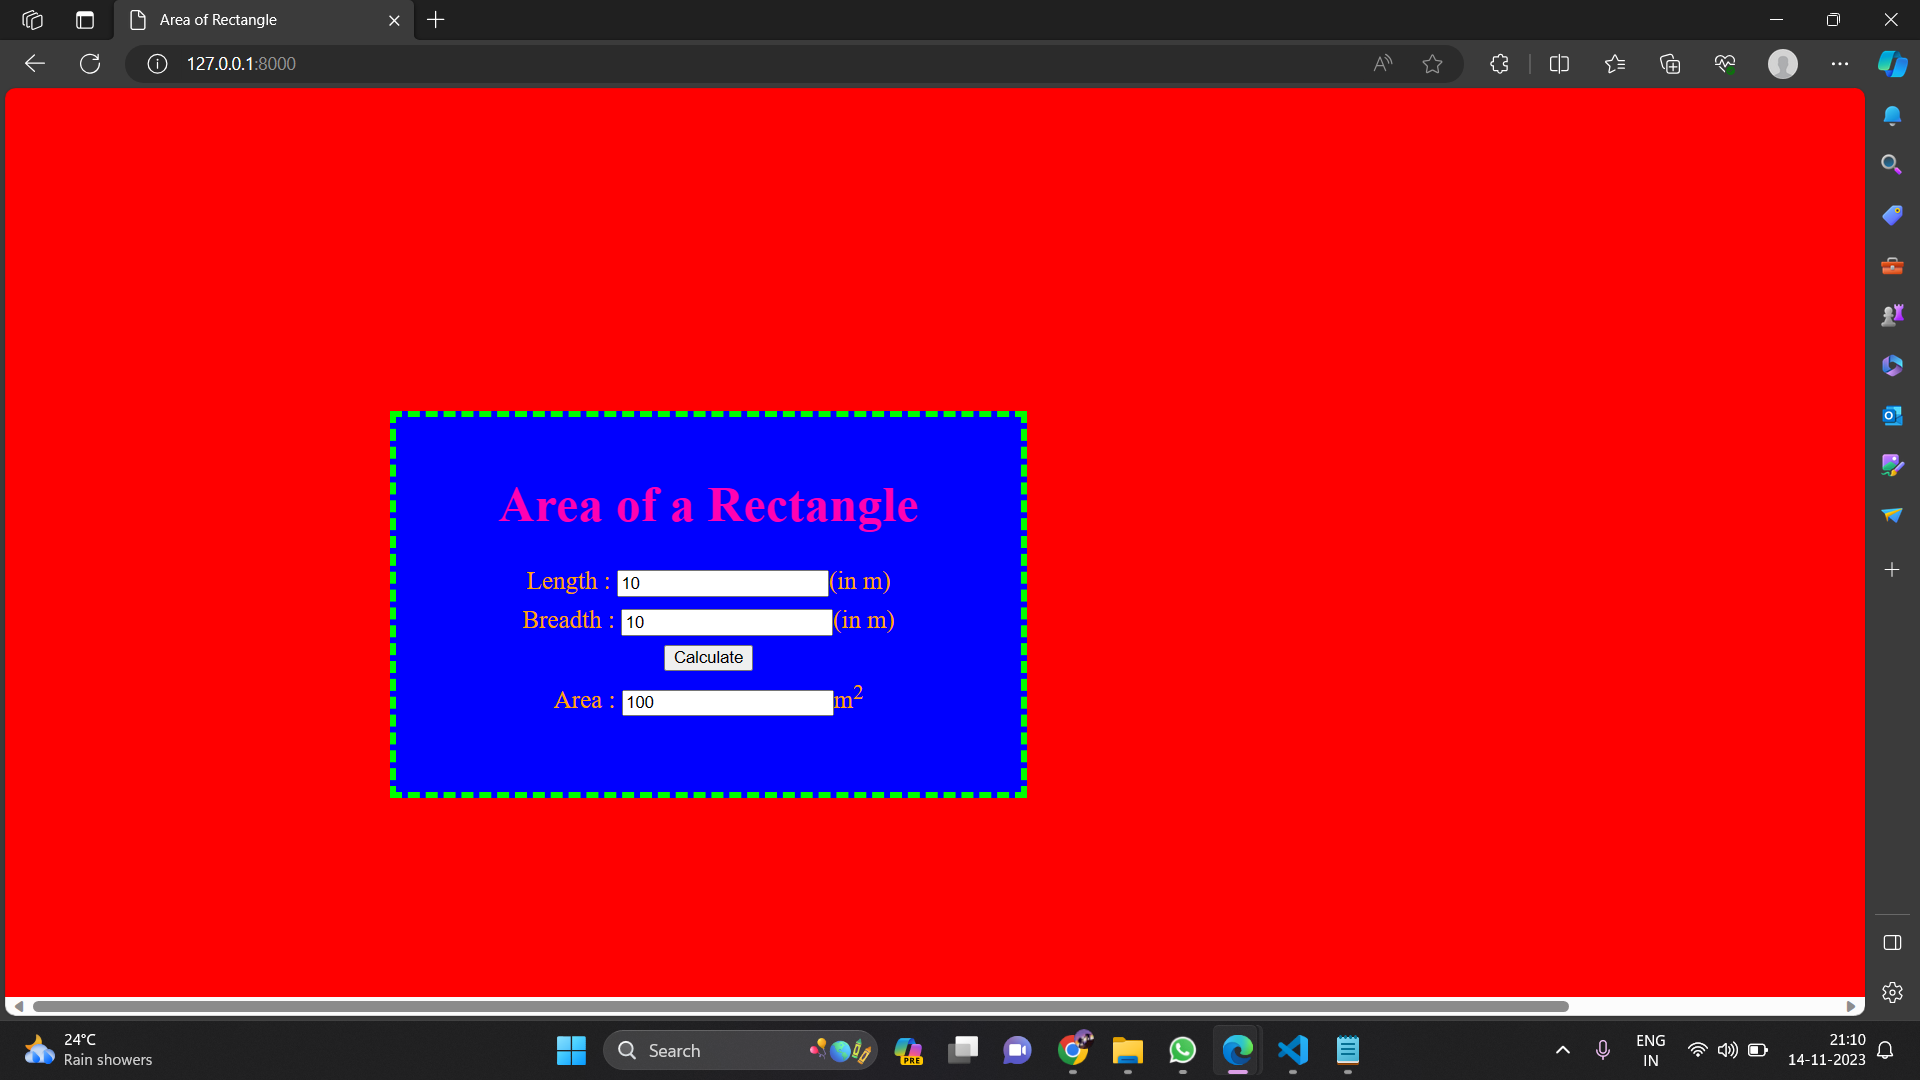 Area of Rectangle
127.0.0.1:8000
Area of a Rectangle
Length : 10 (in m)
Breadth : 10 (in m)
Calculate
Area : 100 m²
24°C
Rain showers
Search
PRE
ENG
IN
21:10
14-11-2023